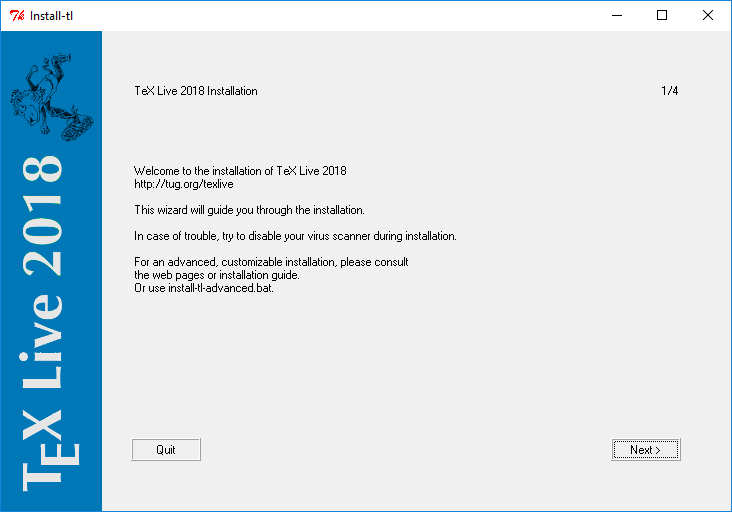 Install-tl
TeX Live 2018
TeX Live 2018 Installation 1/4
Welcome to the installation of TeX Live 2018
http://tug.org/texlive
This wizard will guide you through the installation.
In case of trouble, try to disable your virus scanner during installation.
For an advanced, customizable installation, please consult
the web pages or installation guide.
Or use install-tl-advanced.bat.
Quit
Next >